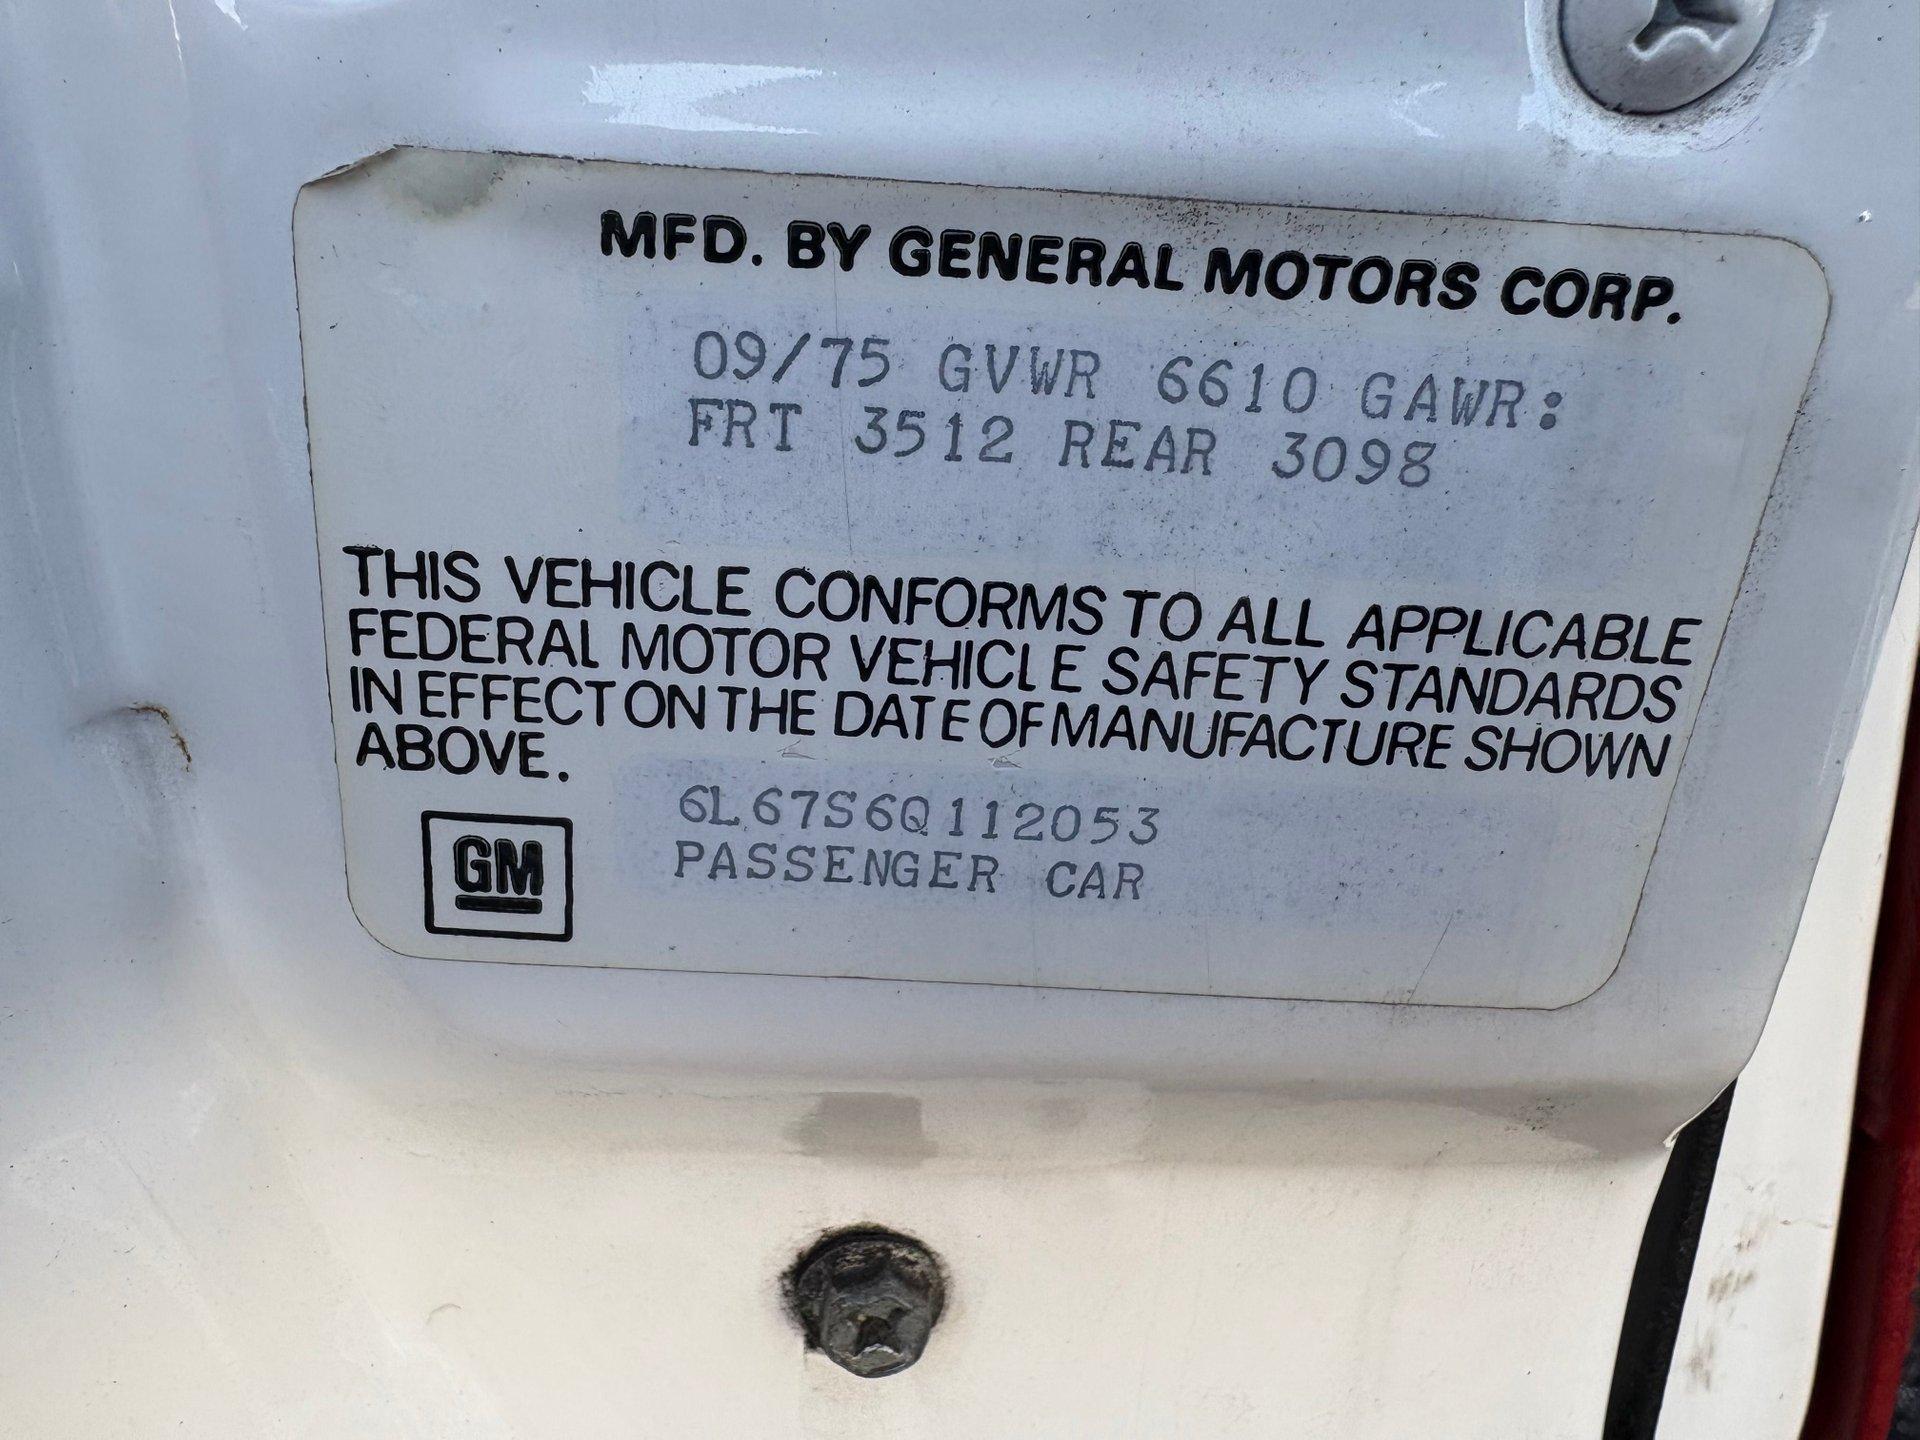 MFD. BY GENERAL MOTORS CORP.
09/75 GVWR 6610 GAWR:
FRT 3512 REAR 3098
THIS VEHICLE CONFORMS TO ALL APPLICABLE
FEDERAL MOTOR VEHICLE SAFETY STANDARDS
IN EFFECT ON THE DATE OF MANUFACTURE SHOWN
ABOVE.
6L67S6Q112053
PASSENGER CAR
GM